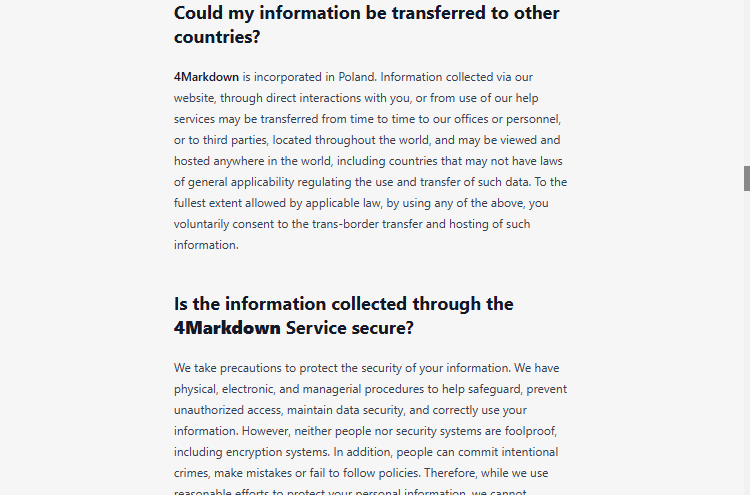 Could my information be transferred to other
countries?
4Markdown is incorporated in Poland. Information collected via our
website, through direct interactions with you, or from use of our help
services may be transferred from time to time to our offices or personnel,
or to third parties, located throughout the world, and may be viewed and
hosted anywhere in the world, including countries that may not have laws
of general applicability regulating the use and transfer of such data. To the
fullest extent allowed by applicable law, by using any of the above, you
voluntarily consent to the trans-border transfer and hosting of such
information.
Is the information collected through the
4Markdown Service secure?
We take precautions to protect the security of your information. We have
physical, electronic, and managerial procedures to help safeguard, prevent
unauthorized access, maintain data security, and correctly use your
information. However, neither people nor security systems are foolproof,
including encryption systems. In addition, people can commit intentional
crimes, make mistakes or fail to follow policies. Therefore, while we use
reasonable efforts to protect your personal information, we cannot